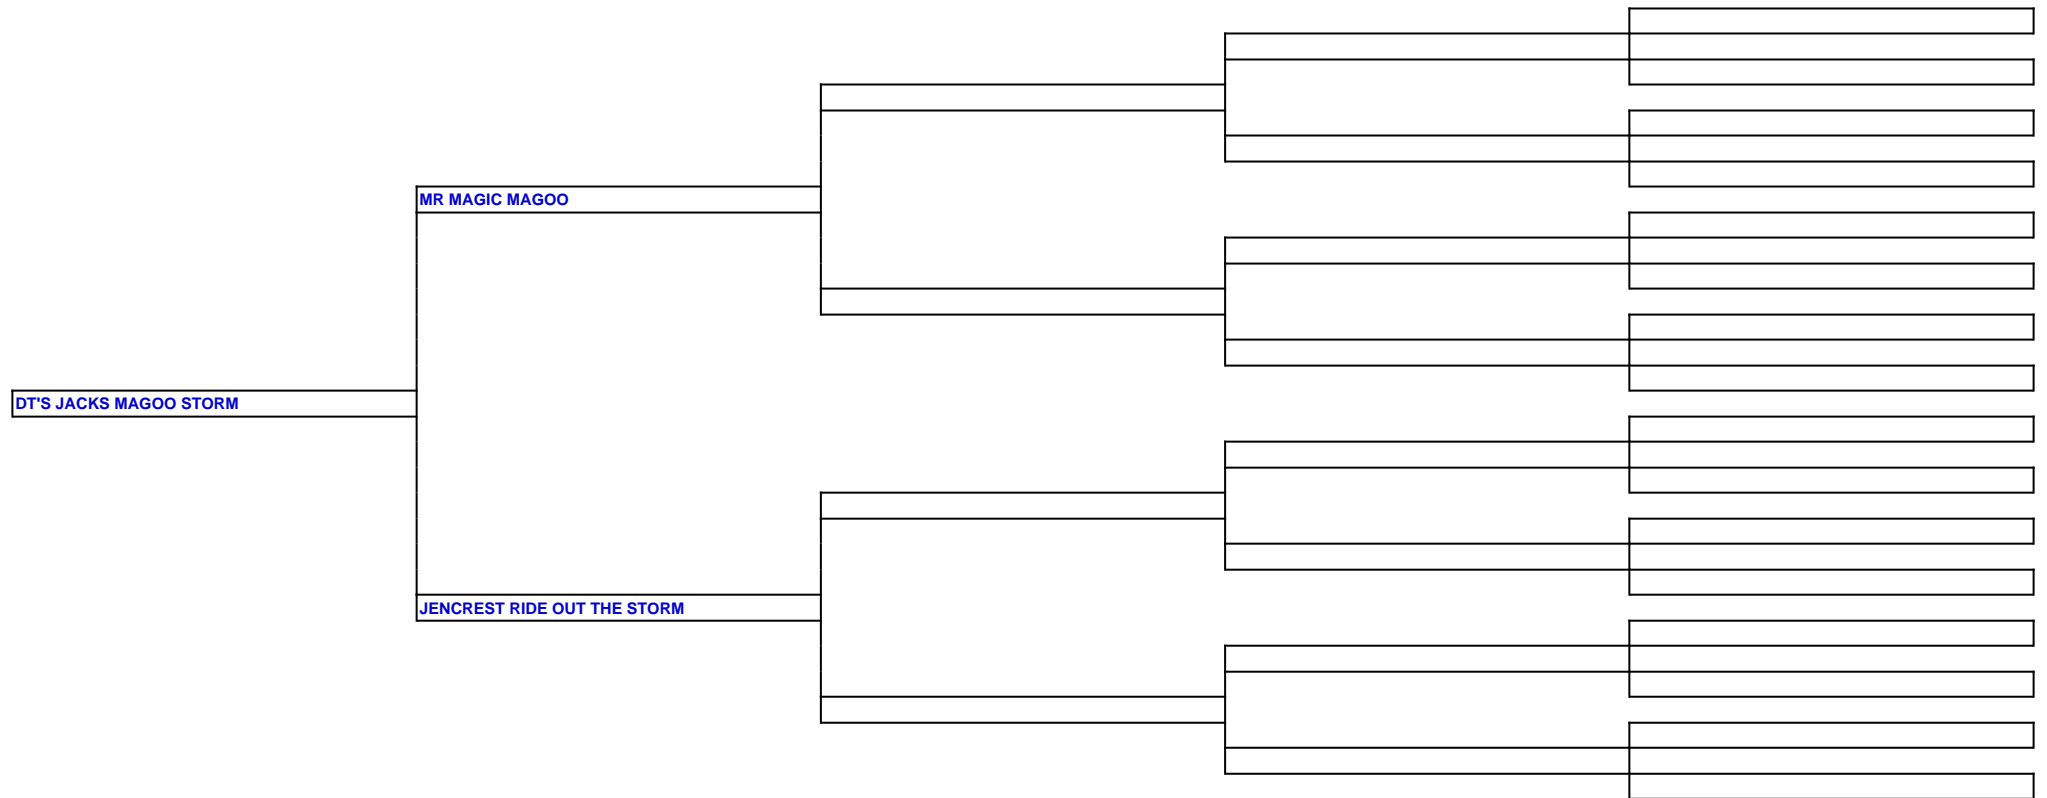 MR MAGIC MAGOO
DT'S JACKS MAGOO STORM
JENCREST RIDE OUT THE STORM